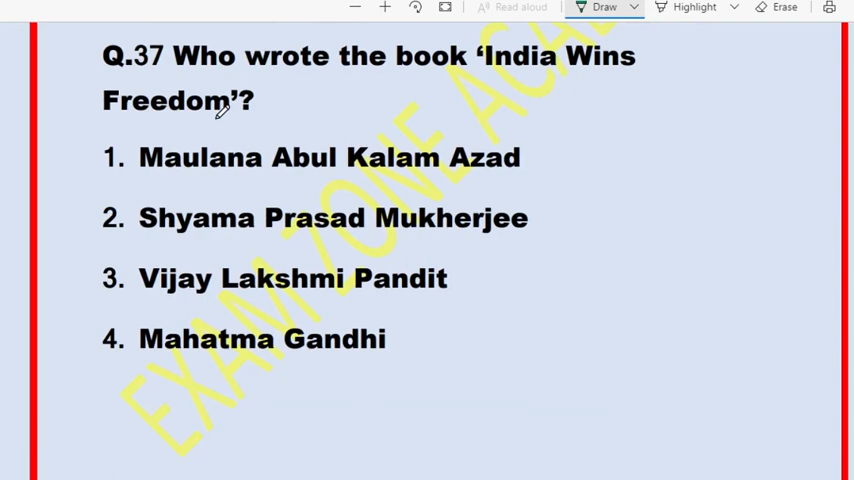 Read aloud Draw Highlight Erase
Q.37 Who wrote the book ‘India Wins
Freedom’?
1. Maulana Abul Kalam Azad
2. Shyama Prasad Mukherjee
3. Vijay Lakshmi Pandit
4. Mahatma Gandhi
EXAM ZONE ACA